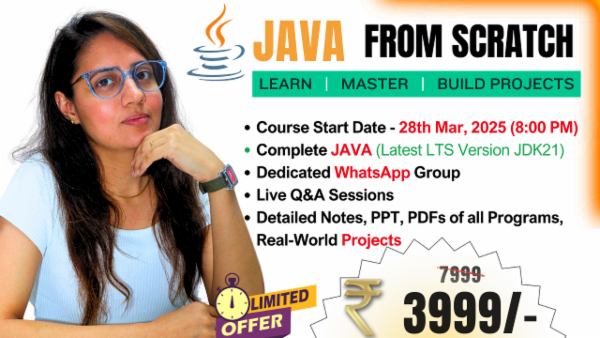 JAVA FROM SCRATCH
LEARN | MASTER | BUILD PROJECTS
• Course Start Date - 28th Mar, 2025 (8:00 PM)
• Complete JAVA (Latest LTS Version JDK21)
• Dedicated WhatsApp Group
• Live Q&A Sessions
• Detailed Notes, PPT, PDFs of all Programs,
Real-World Projects
LIMITED
OFFER
7999
₹ 3999/-